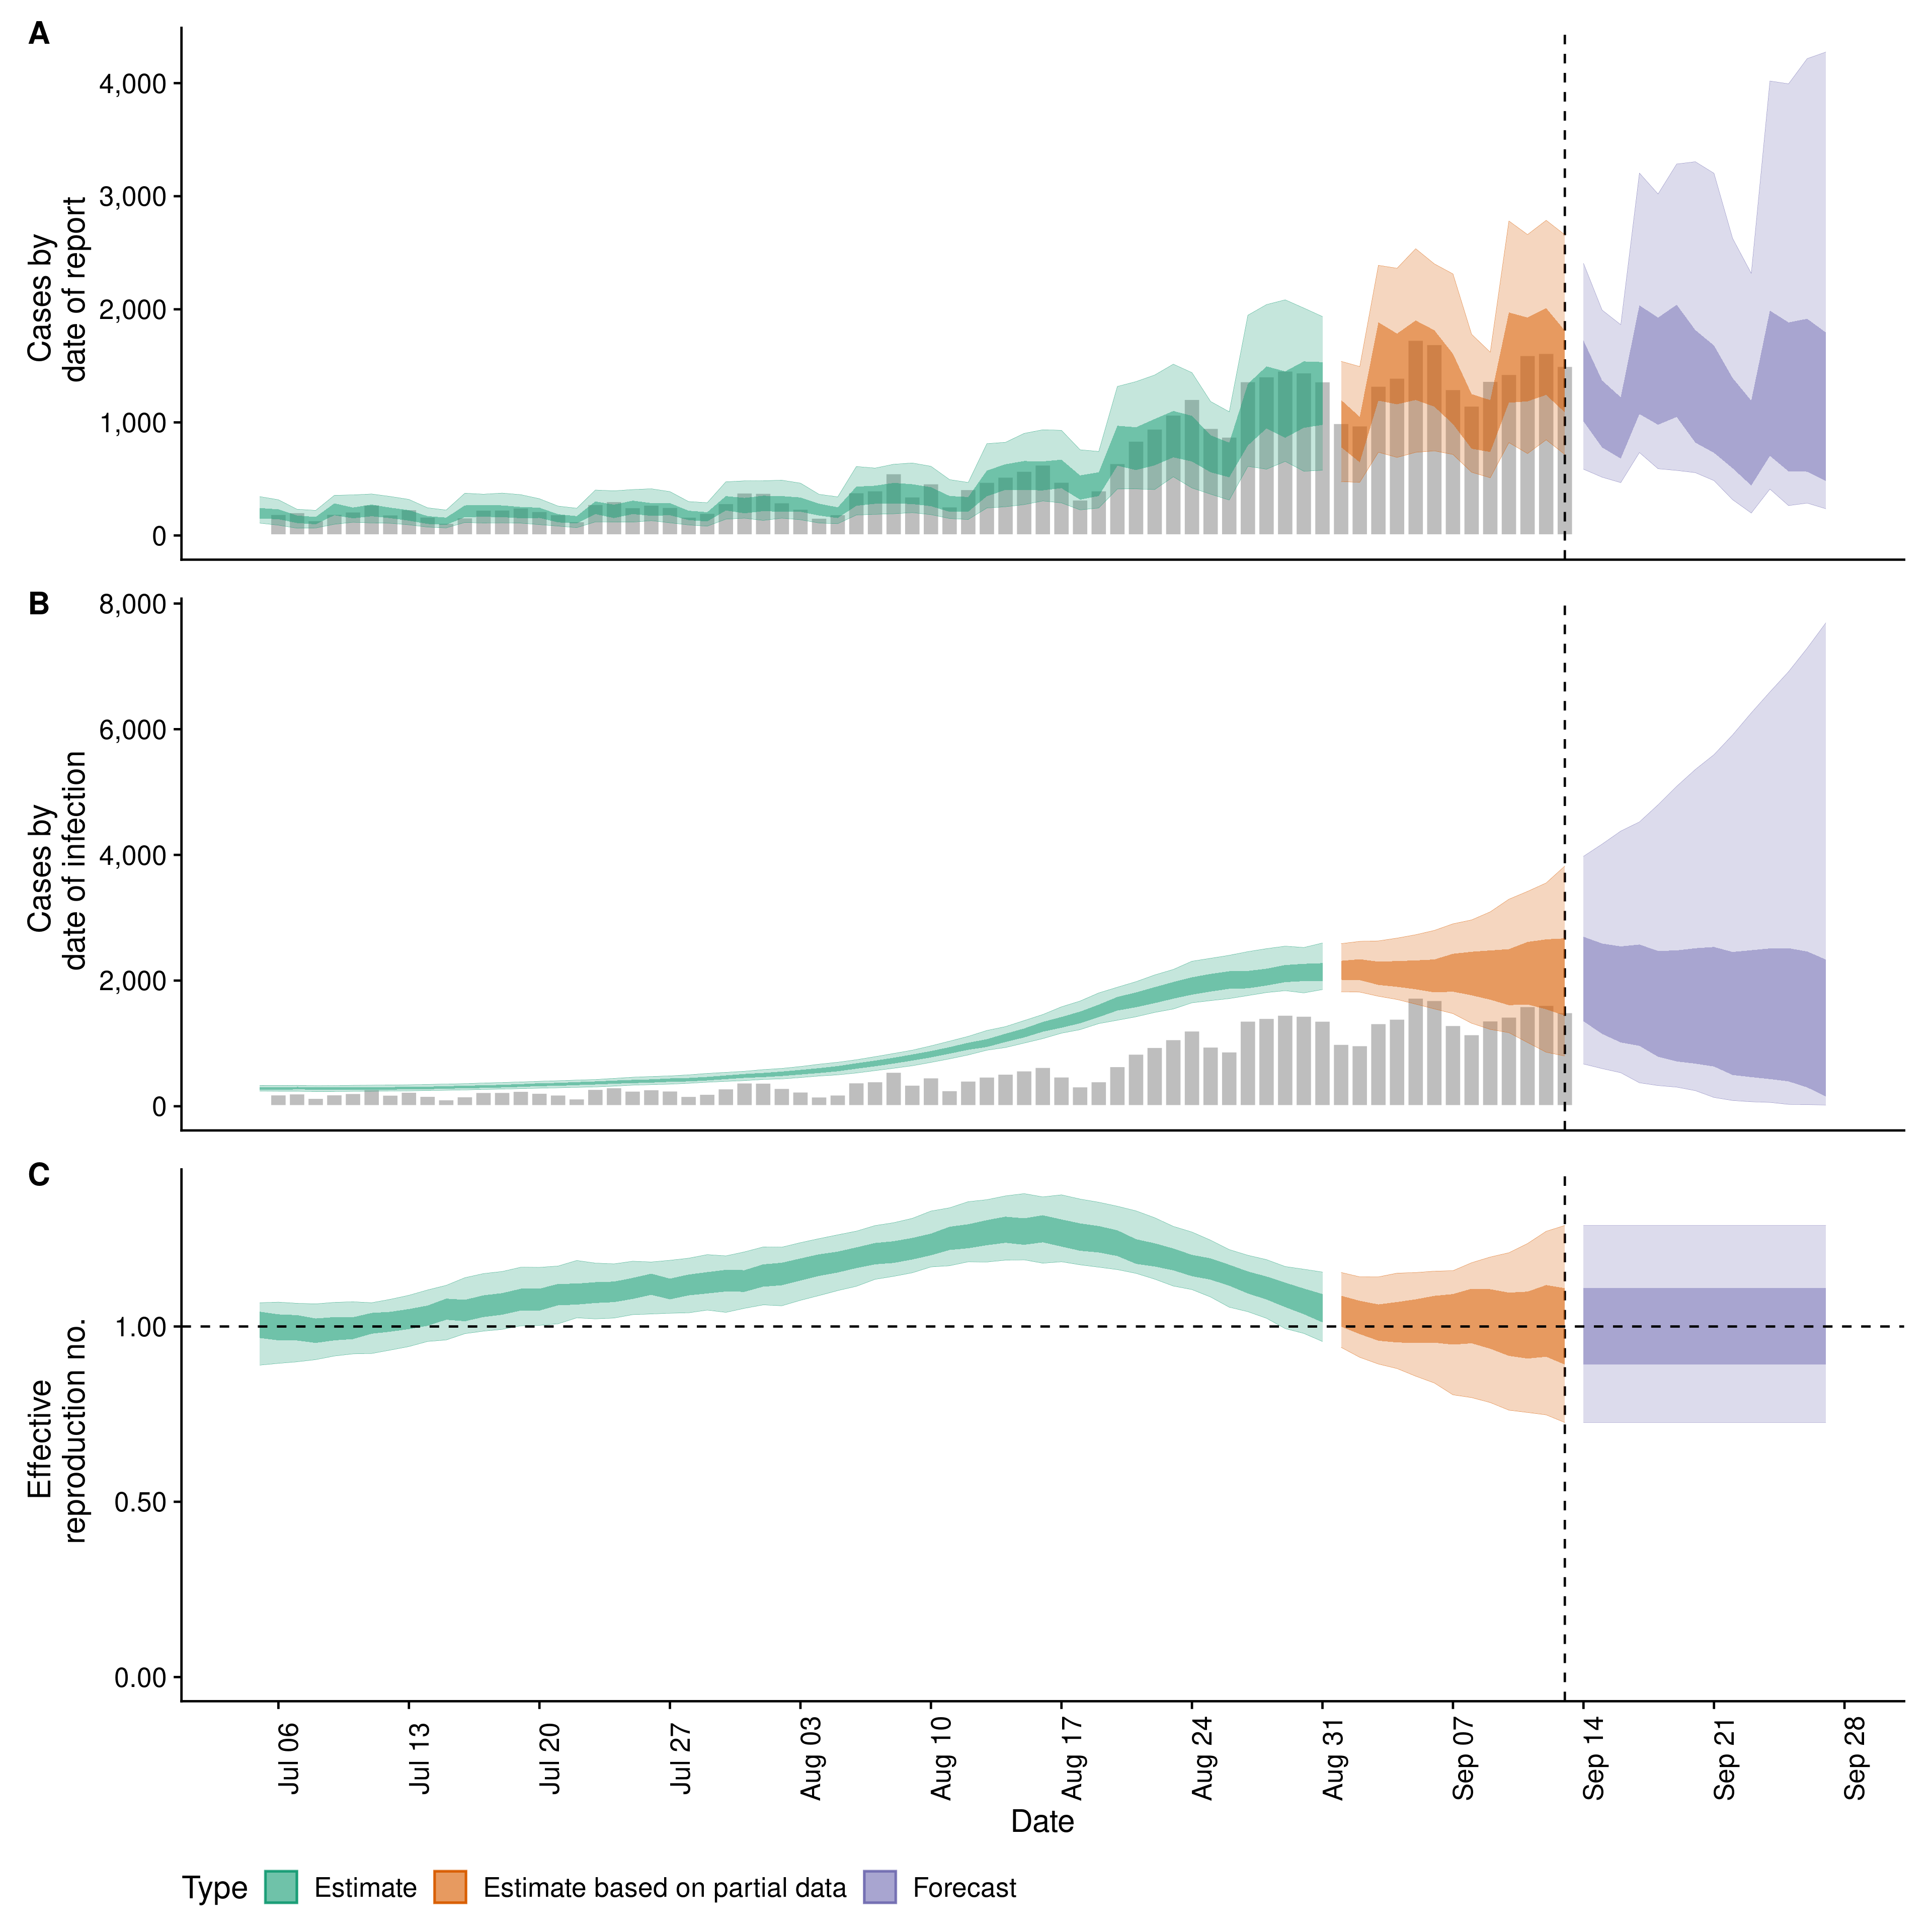 A
4,000
3,000
2,000
1,000
0
Cases by
date of report
B
8,000
6,000
4,000
2,000
0
Cases by
date of infection
C
1.00
0.50
0.00
Effective
reproduction no.
Jul 06
Jul 13
Jul 20
Jul 27
Aug 03
Aug 10
Aug 17
Aug 24
Aug 31
Sep 07
Sep 14
Sep 21
Sep 28
Date
Type Estimate Estimate based on partial data Forecast